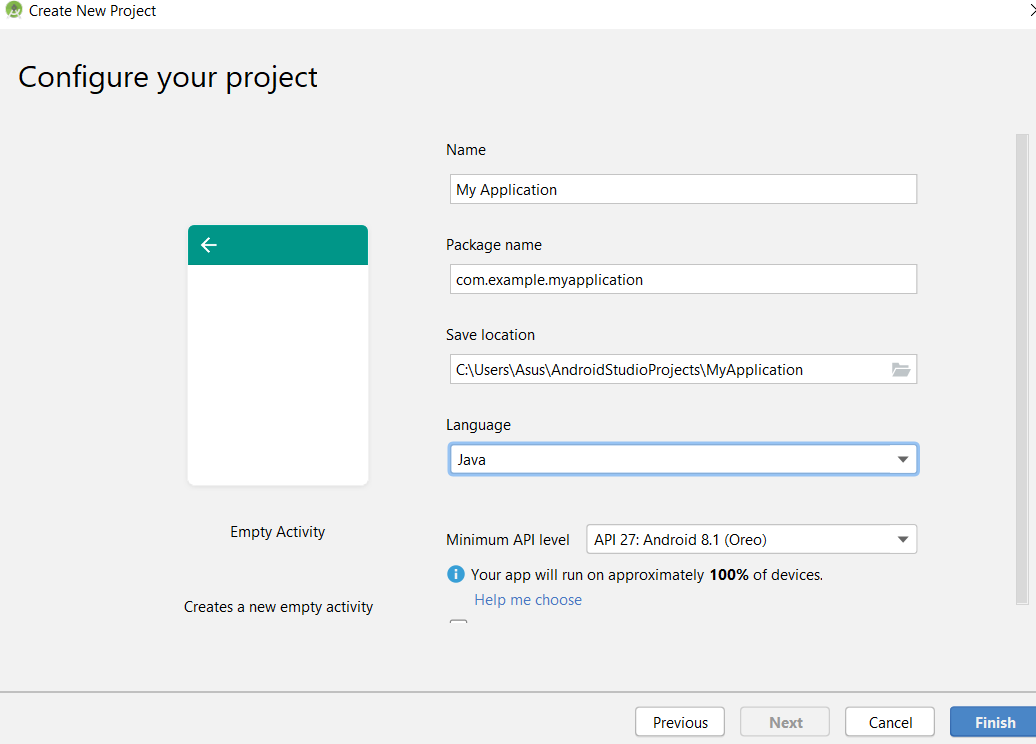 Create New Project
Configure your project
Name
My Application
Package name
com.example.myapplication
Save location
C:\Users\Asus\AndroidStudioProjects\MyApplication
Language
Java
Empty Activity
Minimum API level
API 27: Android 8.1 (Oreo)
Your app will run on approximately 100% of devices.
Help me choose
Creates a new empty activity
Previous
Next
Cancel
Finish